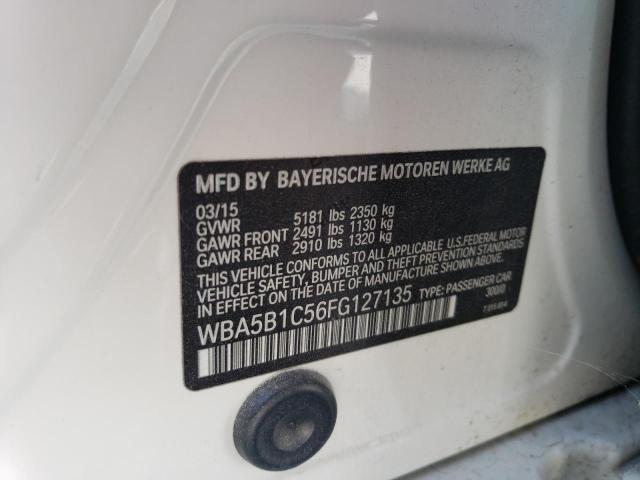 MFD BY BAYERISCHE MOTOREN WERKE AG
03/15
GVWR 5181 lbs 2350 kg
GAWR FRONT 2491 lbs 1130 kg
GAWR REAR 2910 lbs 1320 kg
THIS VEHICLE CONFORMS TO ALL APPLICABLE U.S.FEDERAL MOTOR
VEHICLE SAFETY, BUMPER AND THEFT PREVENTION STANDARDS
IN EFFECT ON THE DATE OF MANUFACTURE SHOWN ABOVE.
WBA5B1C56FG127135 TYPE: PASSENGER CAR
300/0